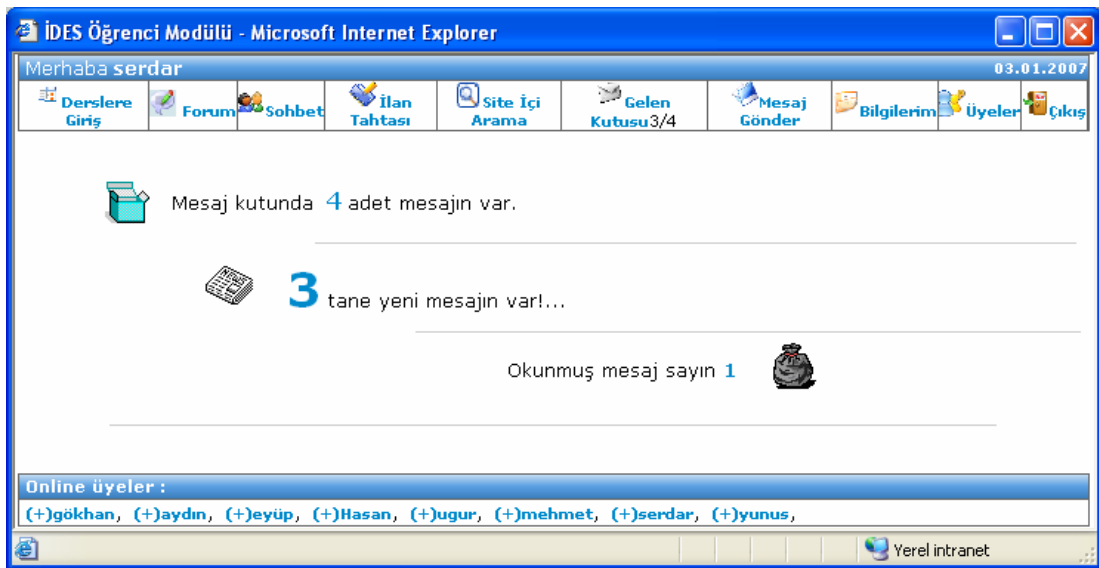 İDES Öğrenci Modülü - Microsoft Internet Explorer
Merhaba serdar 03.01.2007
Derslere Giriş Forum Sohbet İlan Tahtası Site İçi Arama Gelen Kutusu3/4 Mesaj Gönder Bilgilerim Üyeler Çıkış
Mesaj kutunda 4 adet mesajın var.
3 tane yeni mesajın var!...
Okunmuş mesaj sayın 1
Online üyeler :
(+)gökhan, (+)aydın, (+)eyüp, (+)Hasan, (+)ugur, (+)mehmet, (+)serdar, (+)yunus,
Yerel intranet